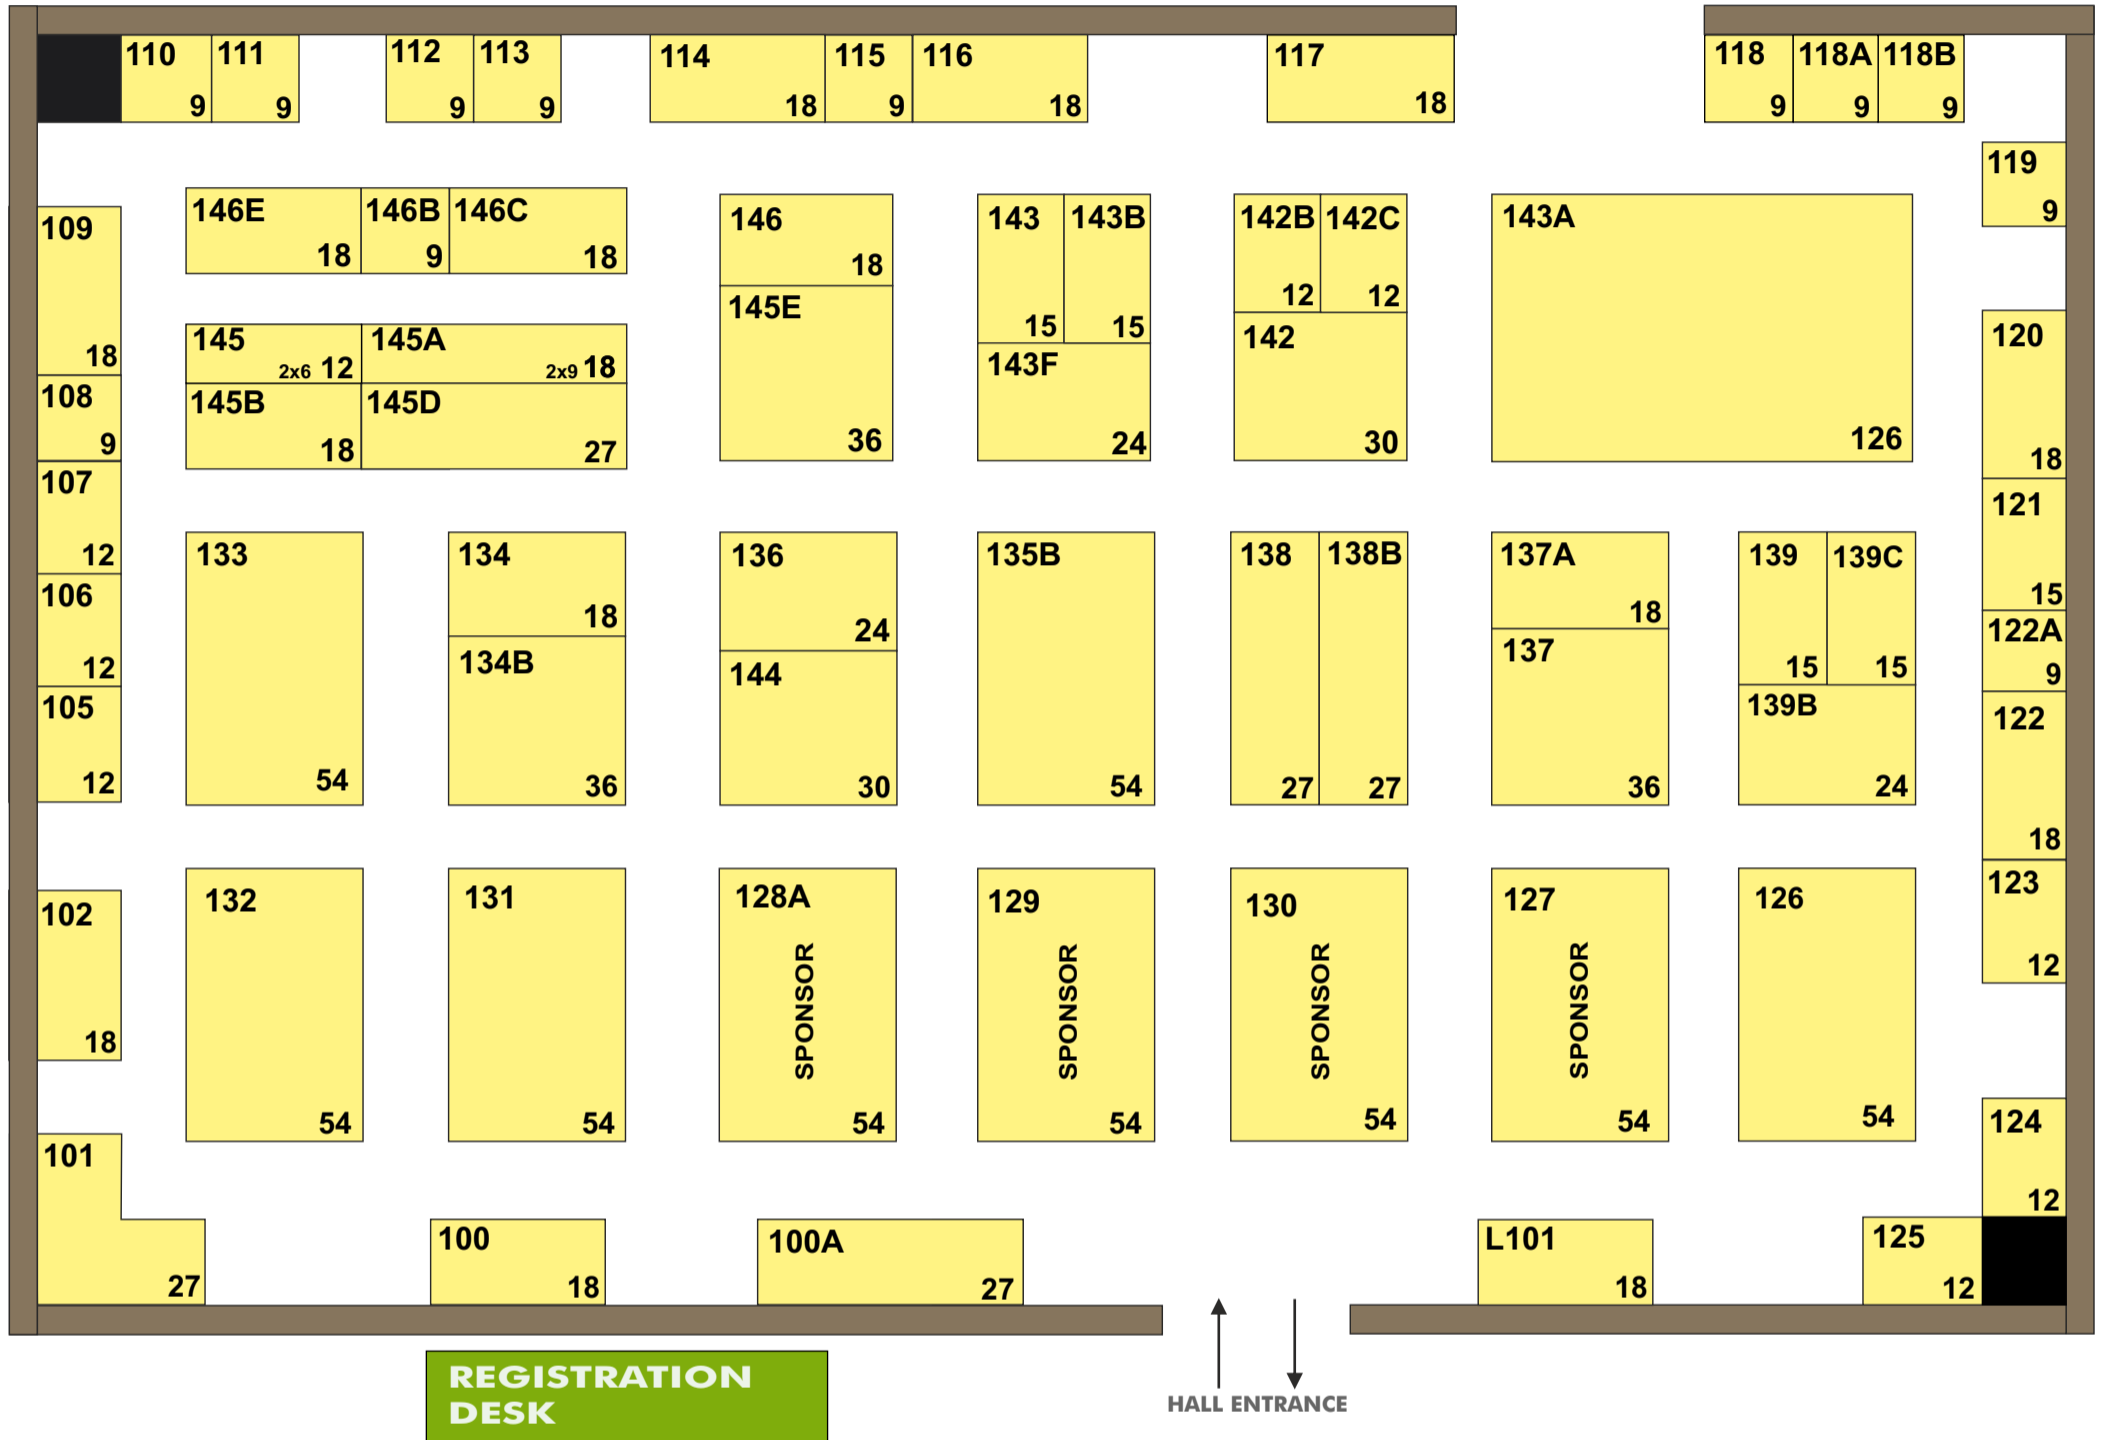 110 111 112 113 114 115 116 117 118 118A 118B
9 9 9 9 18 9 18 18 9 9 9
119
9
146E 146B 146C 146 143 143B 142B 142C 143A
18 9 18 18 15 15 12 12 126
109
18
145 145A 145E 143F 142 120
2x6 12 2x9 18 36 24 30 18
108
9
145B 145D
18 27
107
12
121
15
133 134 136 135B 138 138B 137A 139 139C
54 18 24 54 27 27 18 15 15
106
12
122A
9
134B 144 137 139B
36 30 36 24
105
12
122
18
123
12
102
18
132 131 128A 129 130 127 126
SPONSOR SPONSOR SPONSOR SPONSOR
54 54 54 54 54 54 54
124
12
101
27
100 100A L101 125
18 27 18 12
REGISTRATION
DESK
HALL ENTRANCE